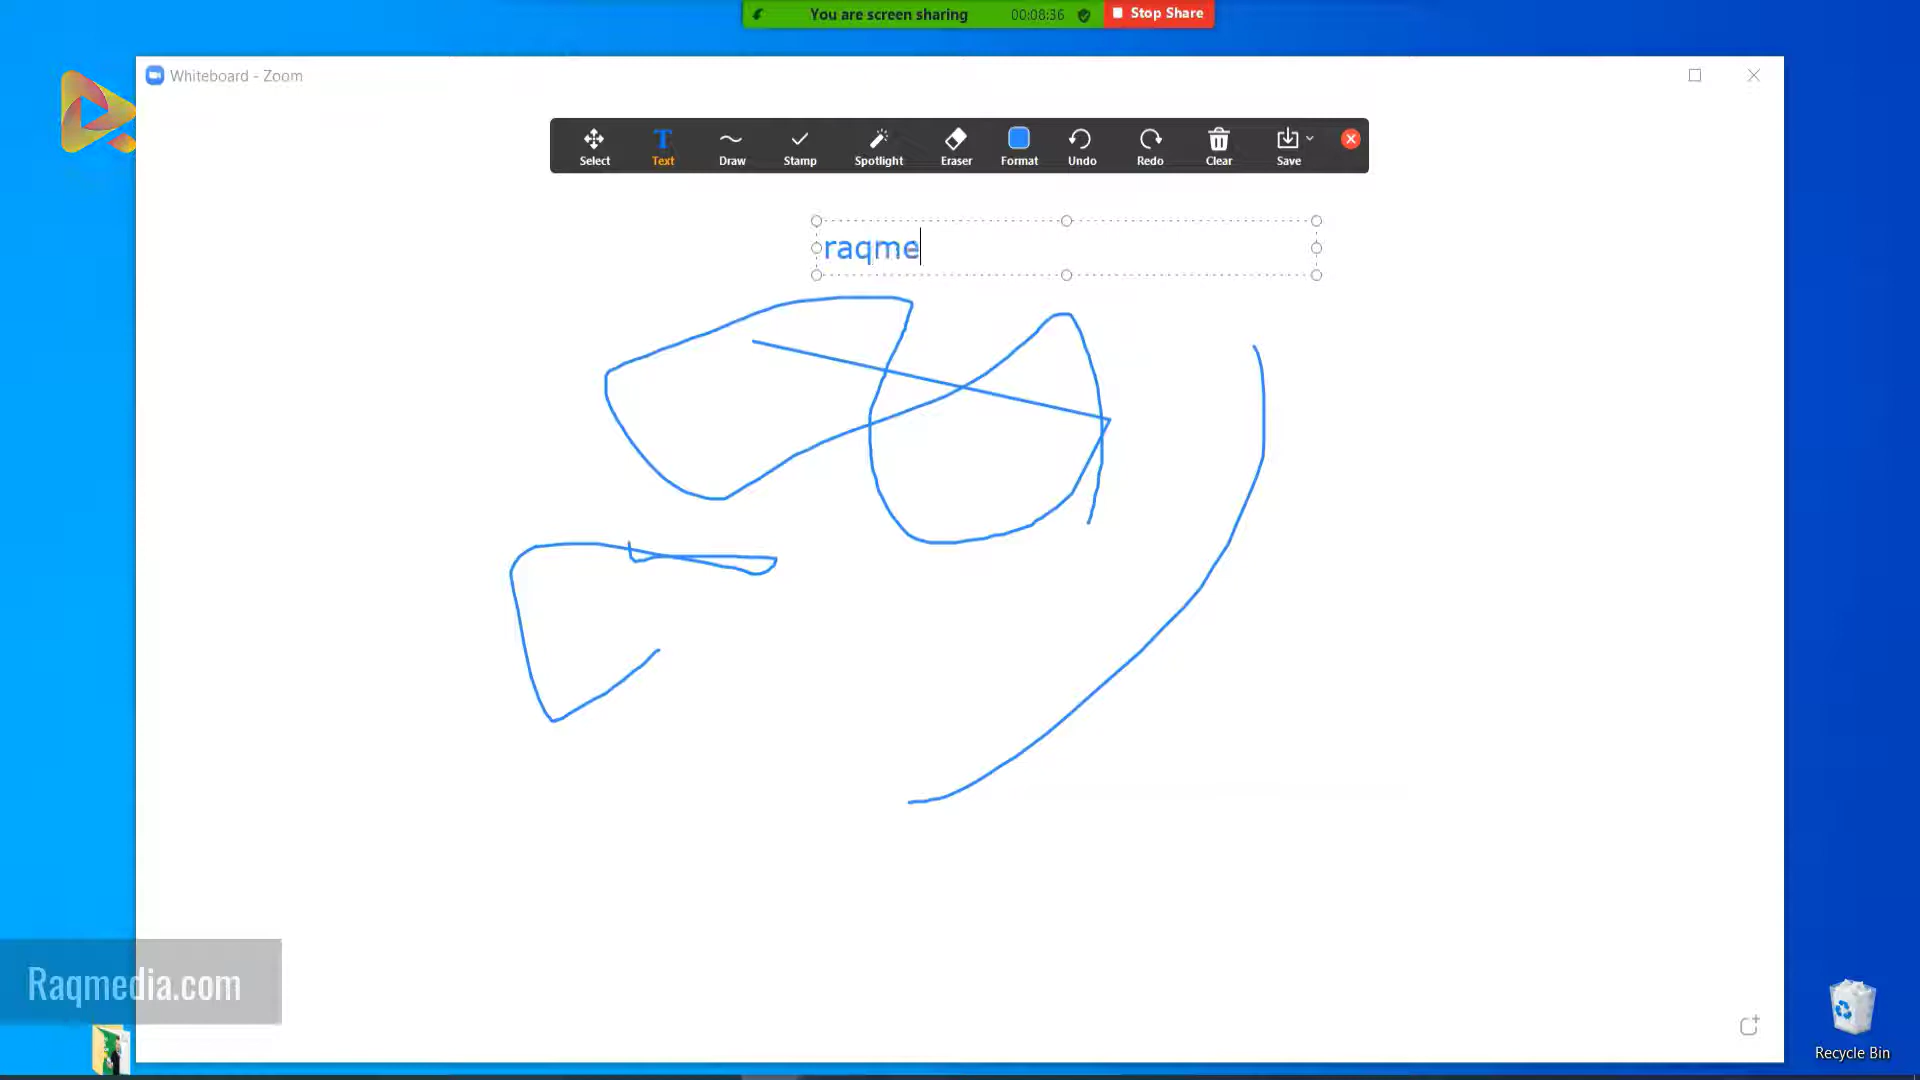 You are screen sharing 00:08:36 Stop Share
Whiteboard - Zoom
Select Text Draw Stamp Spotlight Eraser Format Undo Redo Clear Save
raqme
Raqmedia.com
Recycle Bin